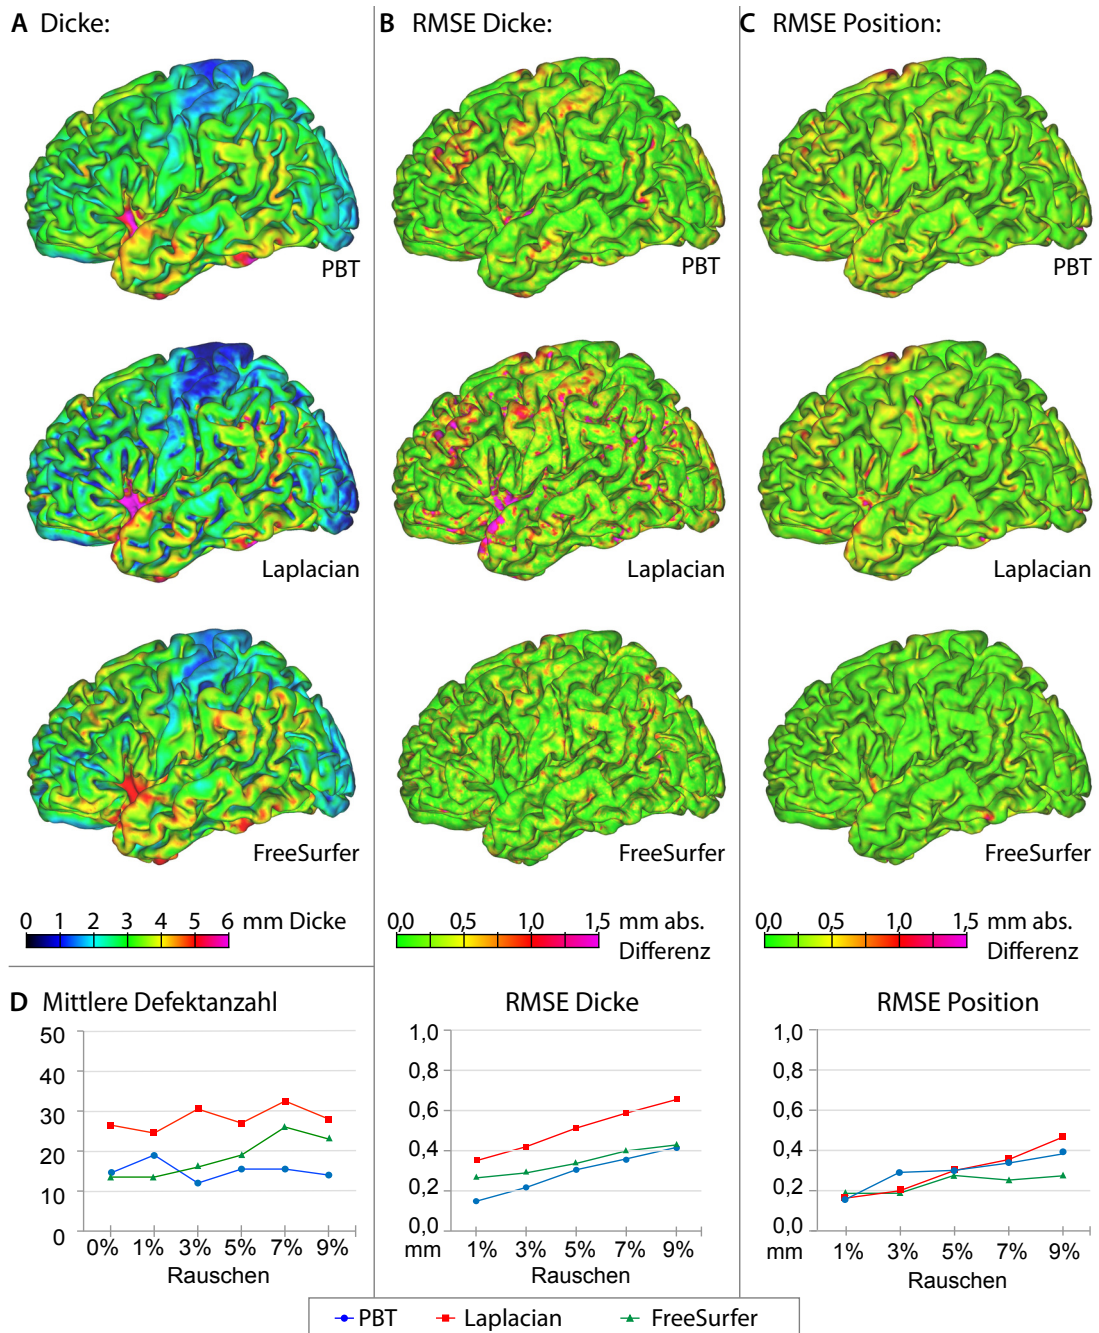 A Dicke:
B RMSE Dicke:
C RMSE Position:
PBT
PBT
PBT
Laplacian
Laplacian
Laplacian
FreeSurfer
FreeSurfer
FreeSurfer
0 1 2 3 4 5 6 mm Dicke
0,0 0,5 1,0 1,5 mm abs. Differenz
0,0 0,5 1,0 1,5 mm abs. Differenz
D Mittlere Defektanzahl
50
40
30
20
10
0
0% 1% 3% 5% 7% 9%
Rauschen
RMSE Dicke
1,0
0,8
0,6
0,4
0,2
0,0
mm 1% 3% 5% 7% 9%
Rauschen
RMSE Position
1,0
0,8
0,6
0,4
0,2
0,0
mm 1% 3% 5% 7% 9%
Rauschen
PBT Laplacian FreeSurfer